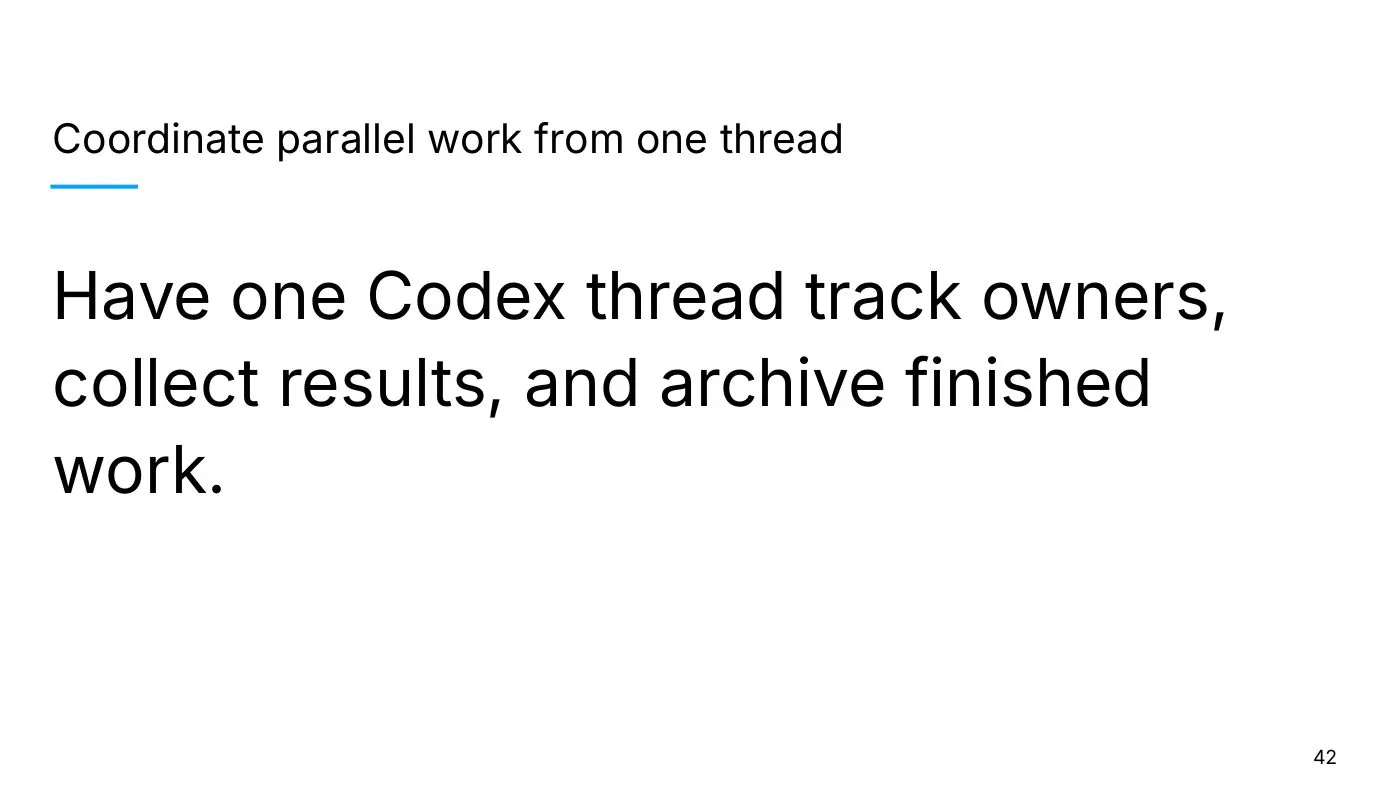 Coordinate parallel work from one thread
Have one Codex thread track owners,
collect results, and archive finished
work.
42